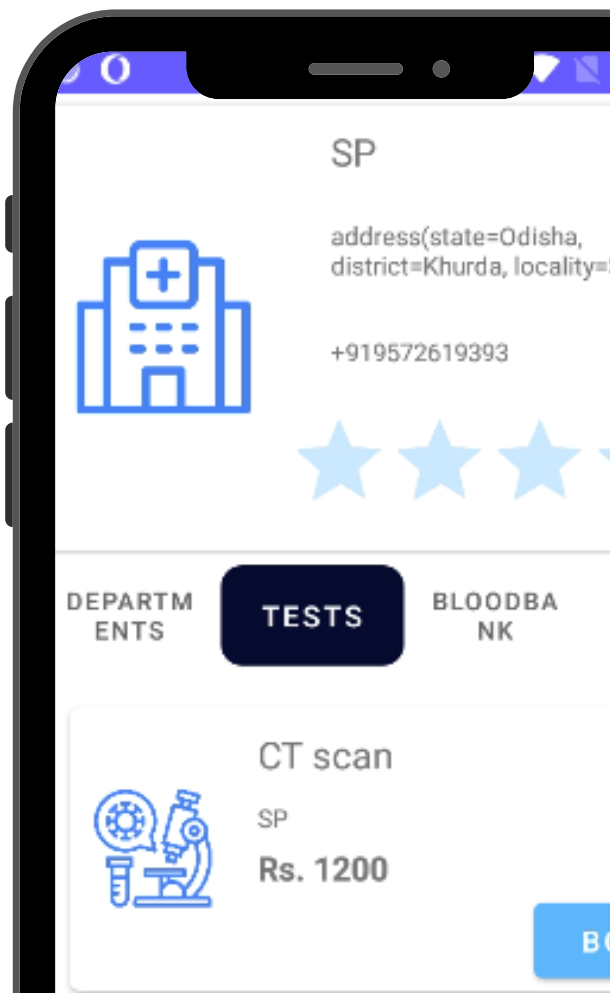 SP
address(state=Odisha,
district=Khurda, locality=
+919572619393
DEPARTM
ENTS
TESTS
BLOODBA
NK
CT scan
SP
Rs. 1200